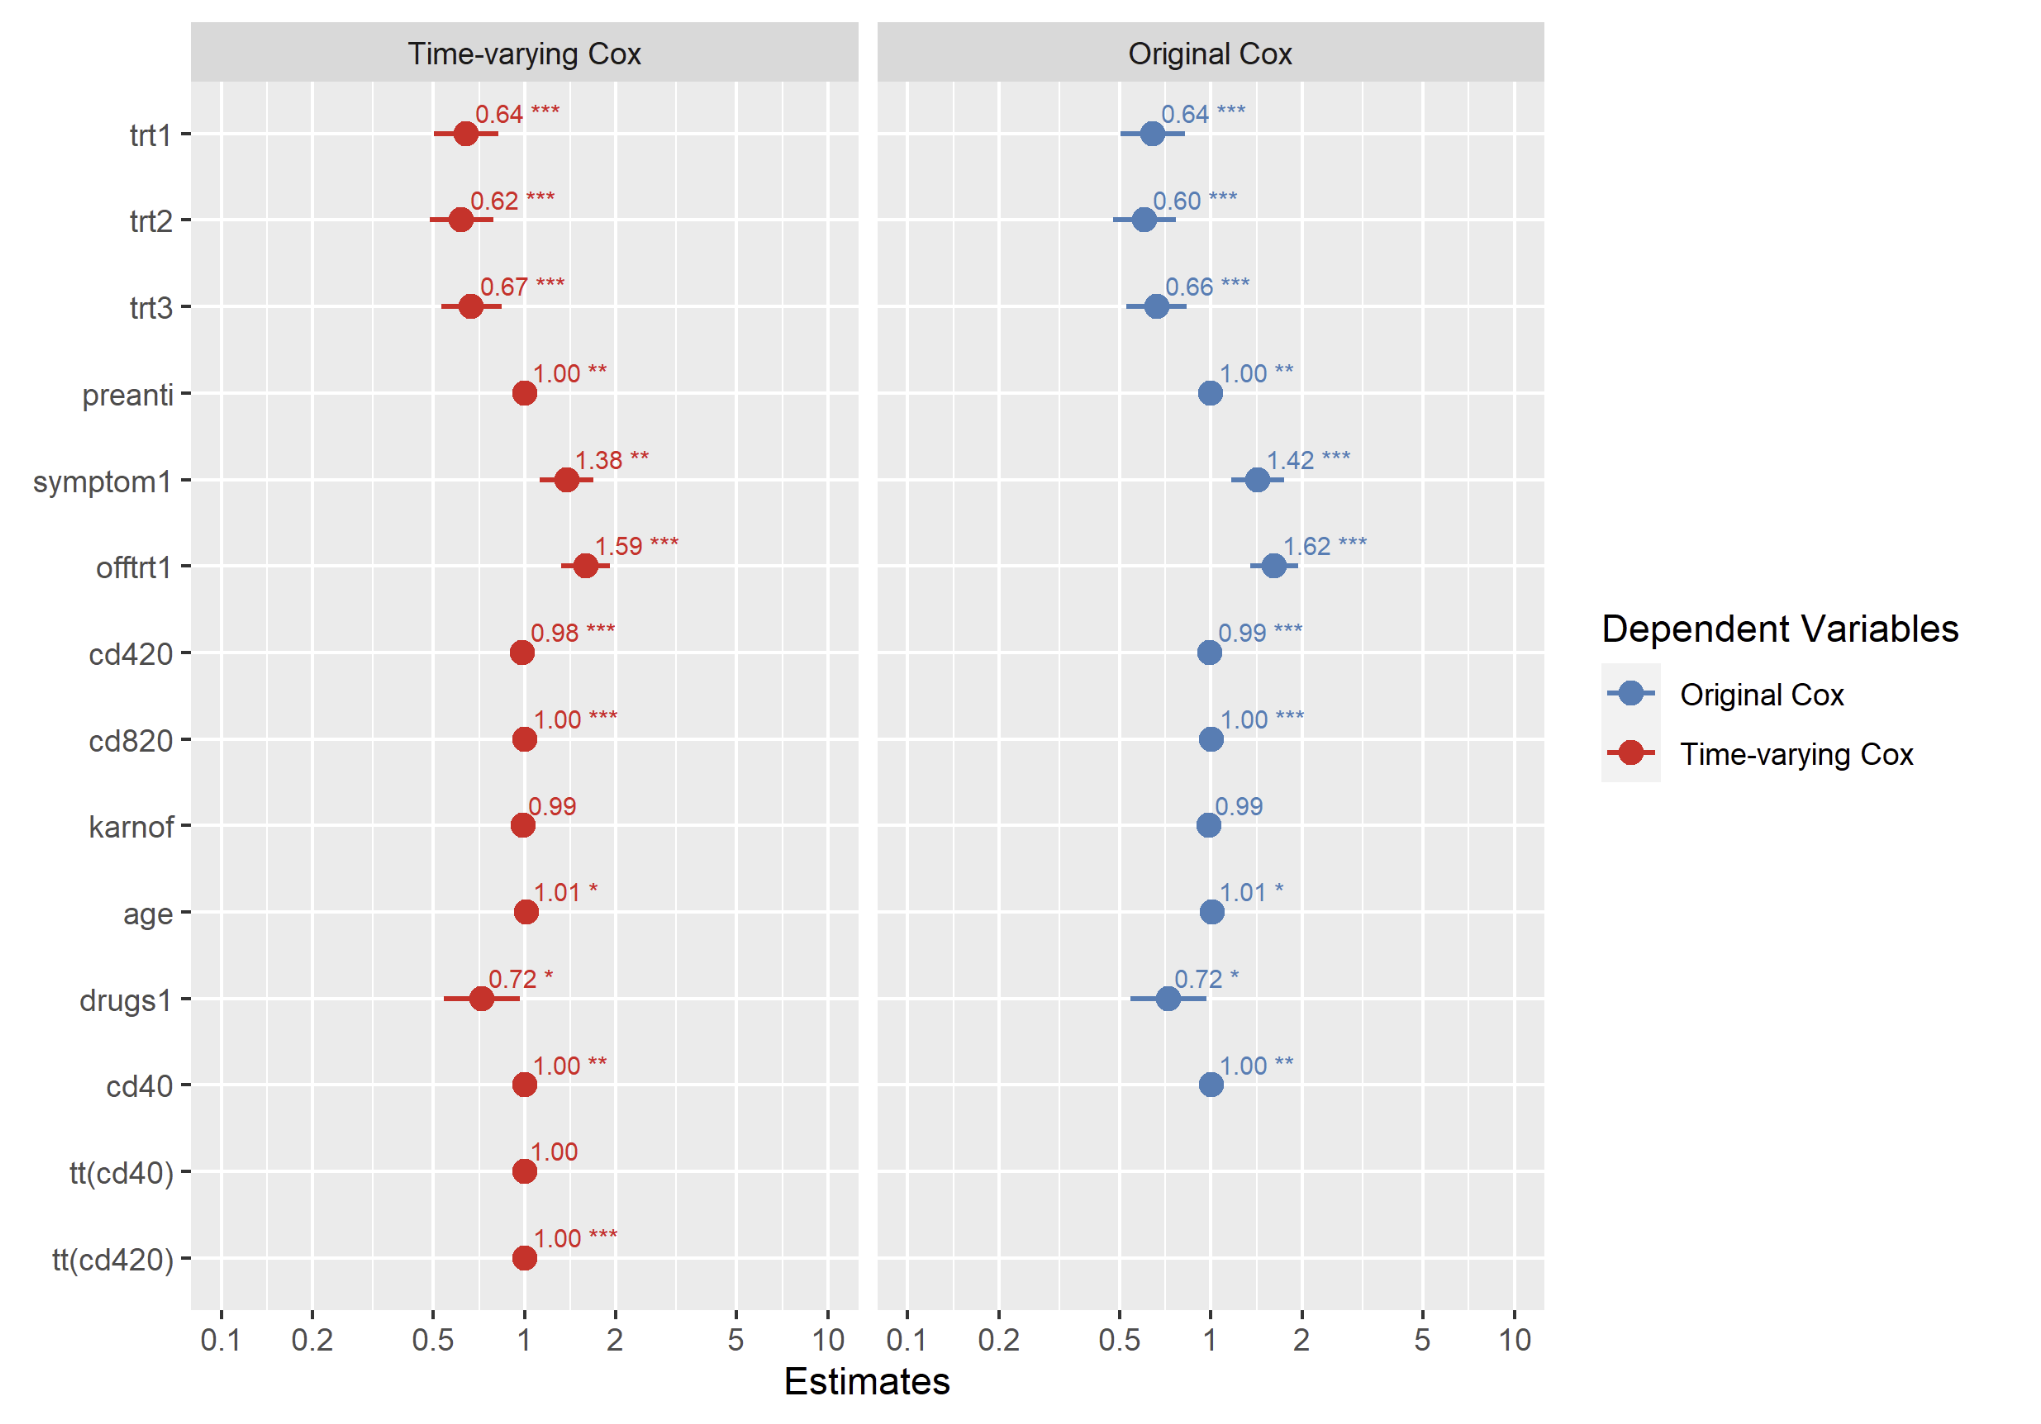 Time-varying Cox Original Cox
trt1 0.64 *** 0.64 ***
trt2 0.62 *** 0.60 ***
trt3 0.67 *** 0.66 ***
preanti 1.00 ** 1.00 **
symptom1 1.38 ** 1.42 ***
offtrt1 1.59 *** 1.62 ***
cd420 0.98 *** 0.99 ***
cd820 1.00 *** 1.00 ***
karnof 0.99 0.99
age 1.01 * 1.01 *
drugs1 0.72 * 0.72 *
cd40 1.00 ** 1.00 **
tt(cd40) 1.00
tt(cd420) 1.00 ***
0.1 0.2 0.5 1 2 5 10 0.1 0.2 0.5 1 2 5 10
Estimates
Dependent Variables
Original Cox
Time-varying Cox